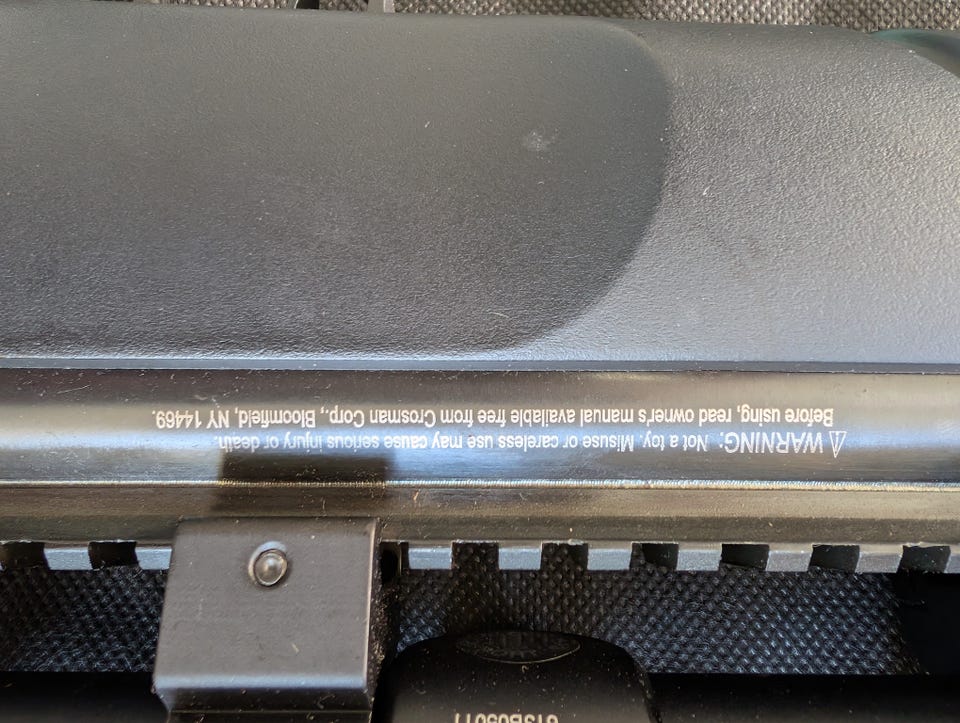 ⚠WARNING: Not a toy. Misuse or careless use may cause serious injury or death.
Before using, read owner's manual available free from Crosman Corp., Bloomfield, NY 14469.